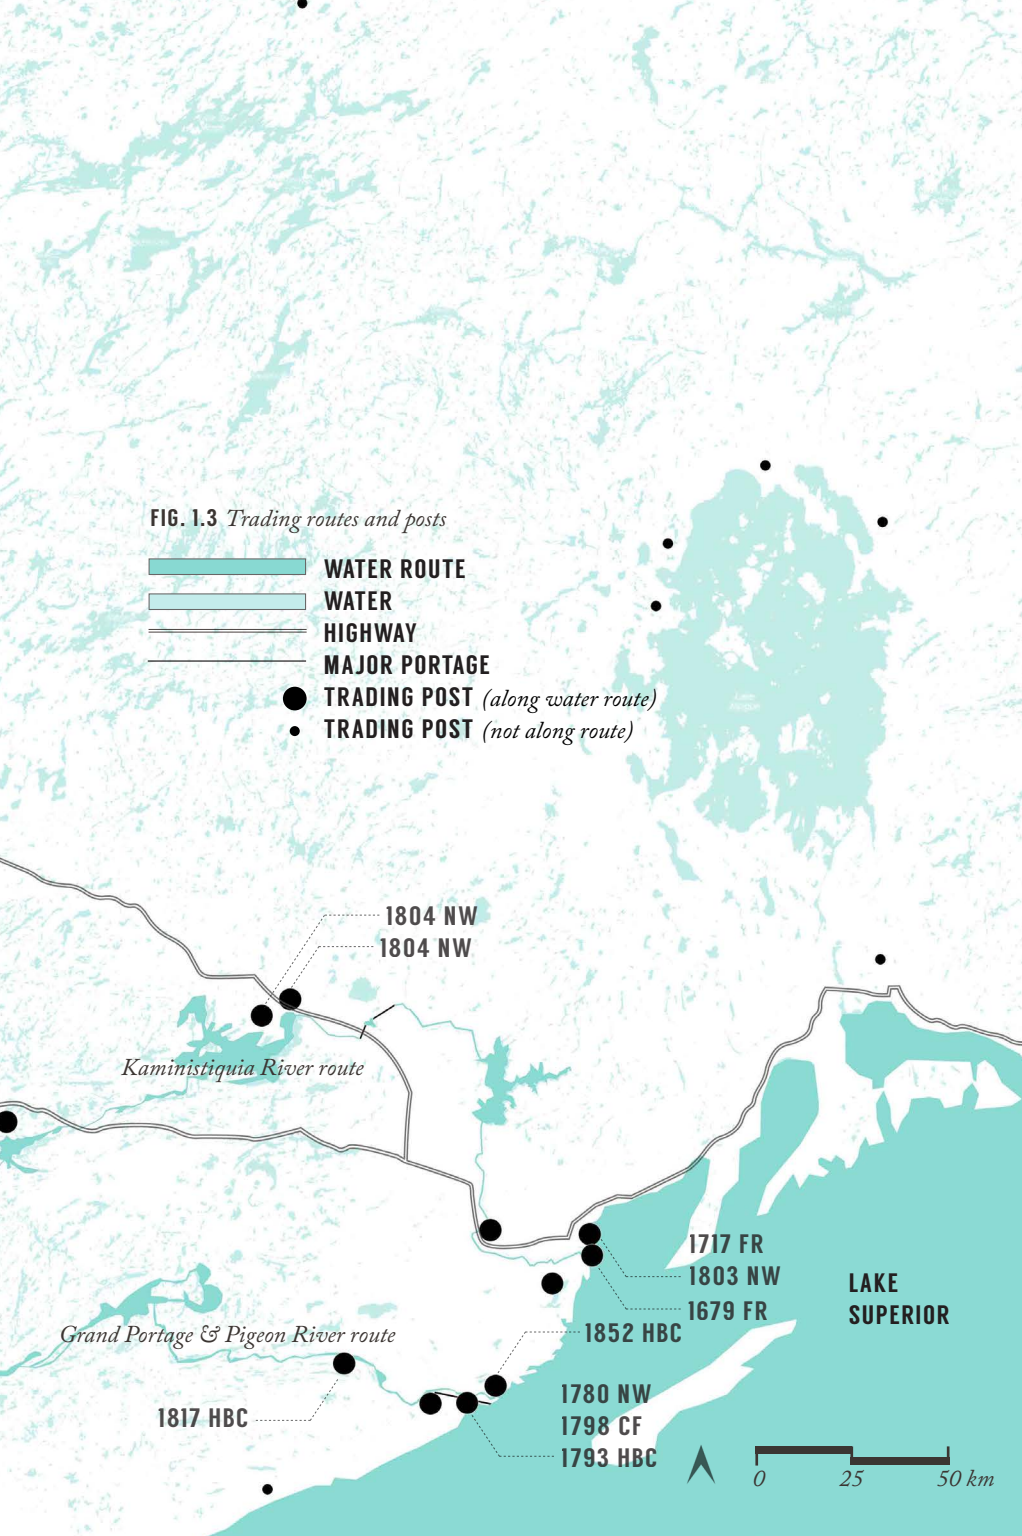 FIG. 1.3 Trading routes and posts
WATER ROUTE
WATER
HIGHWAY
MAJOR PORTAGE
TRADING POST (along water route)
TRADING POST (not along route)
1804 NW
1804 NW
Kaministiquia River route
1717 FR
1803 NW
1679 FR
LAKE
SUPERIOR
1852 HBC
Grand Portage & Pigeon River route
1817 HBC
1780 NW
1798 CF
1793 HBC
0 25 50 km